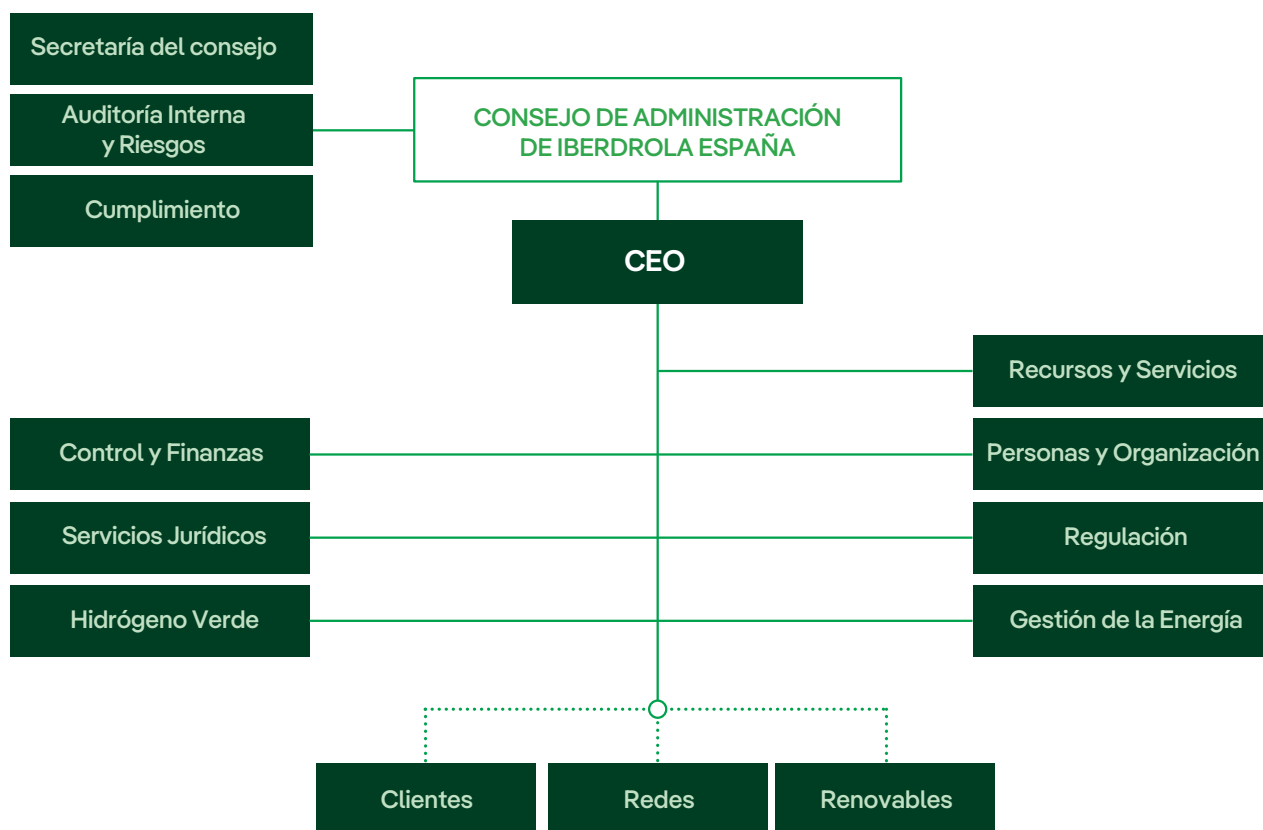 Secretaría del consejo
Auditoría Interna
y Riesgos
Cumplimiento
CONSEJO DE ADMINISTRACIÓN
DE IBERDROLA ESPAÑA
CEO
Recursos y Servicios
Control y Finanzas
Personas y Organización
Servicios Jurídicos
Regulación
Hidrógeno Verde
Gestión de la Energía
Clientes
Redes
Renovables